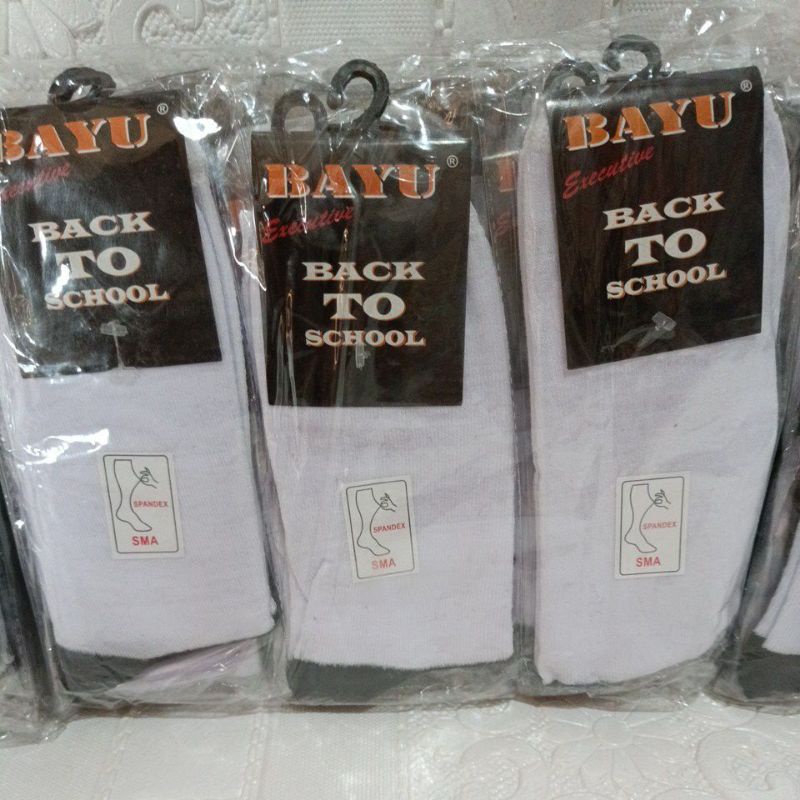 BAYU®
Executive
BACK
TO
SCHOOL
SPANDEX
SMA
BAYU®
Executive
BACK
TO
SCHOOL
SPANDEX
SMA
BAYU®
Executive
BACK
TO
SCHOOL
SPANDEX
SMA